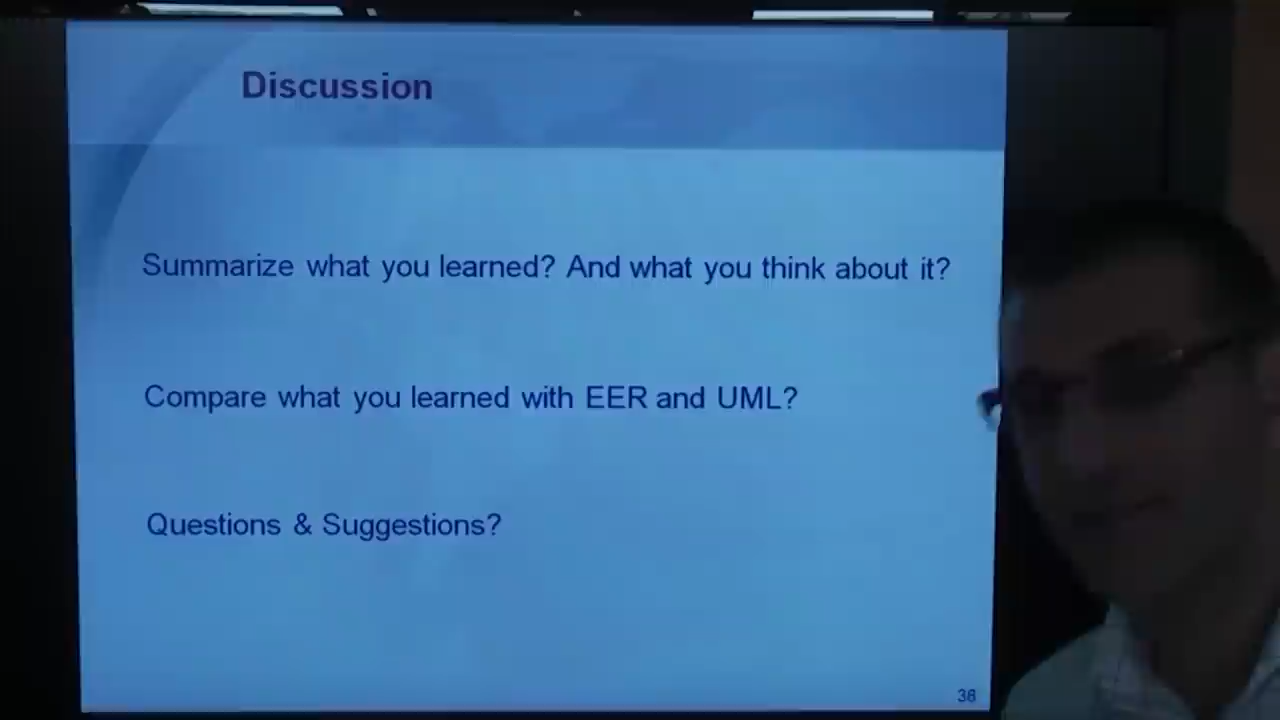 Discussion
Summarize what you learned? And what you think about it?
Compare what you learned with EER and UML?
Questions & Suggestions?
38